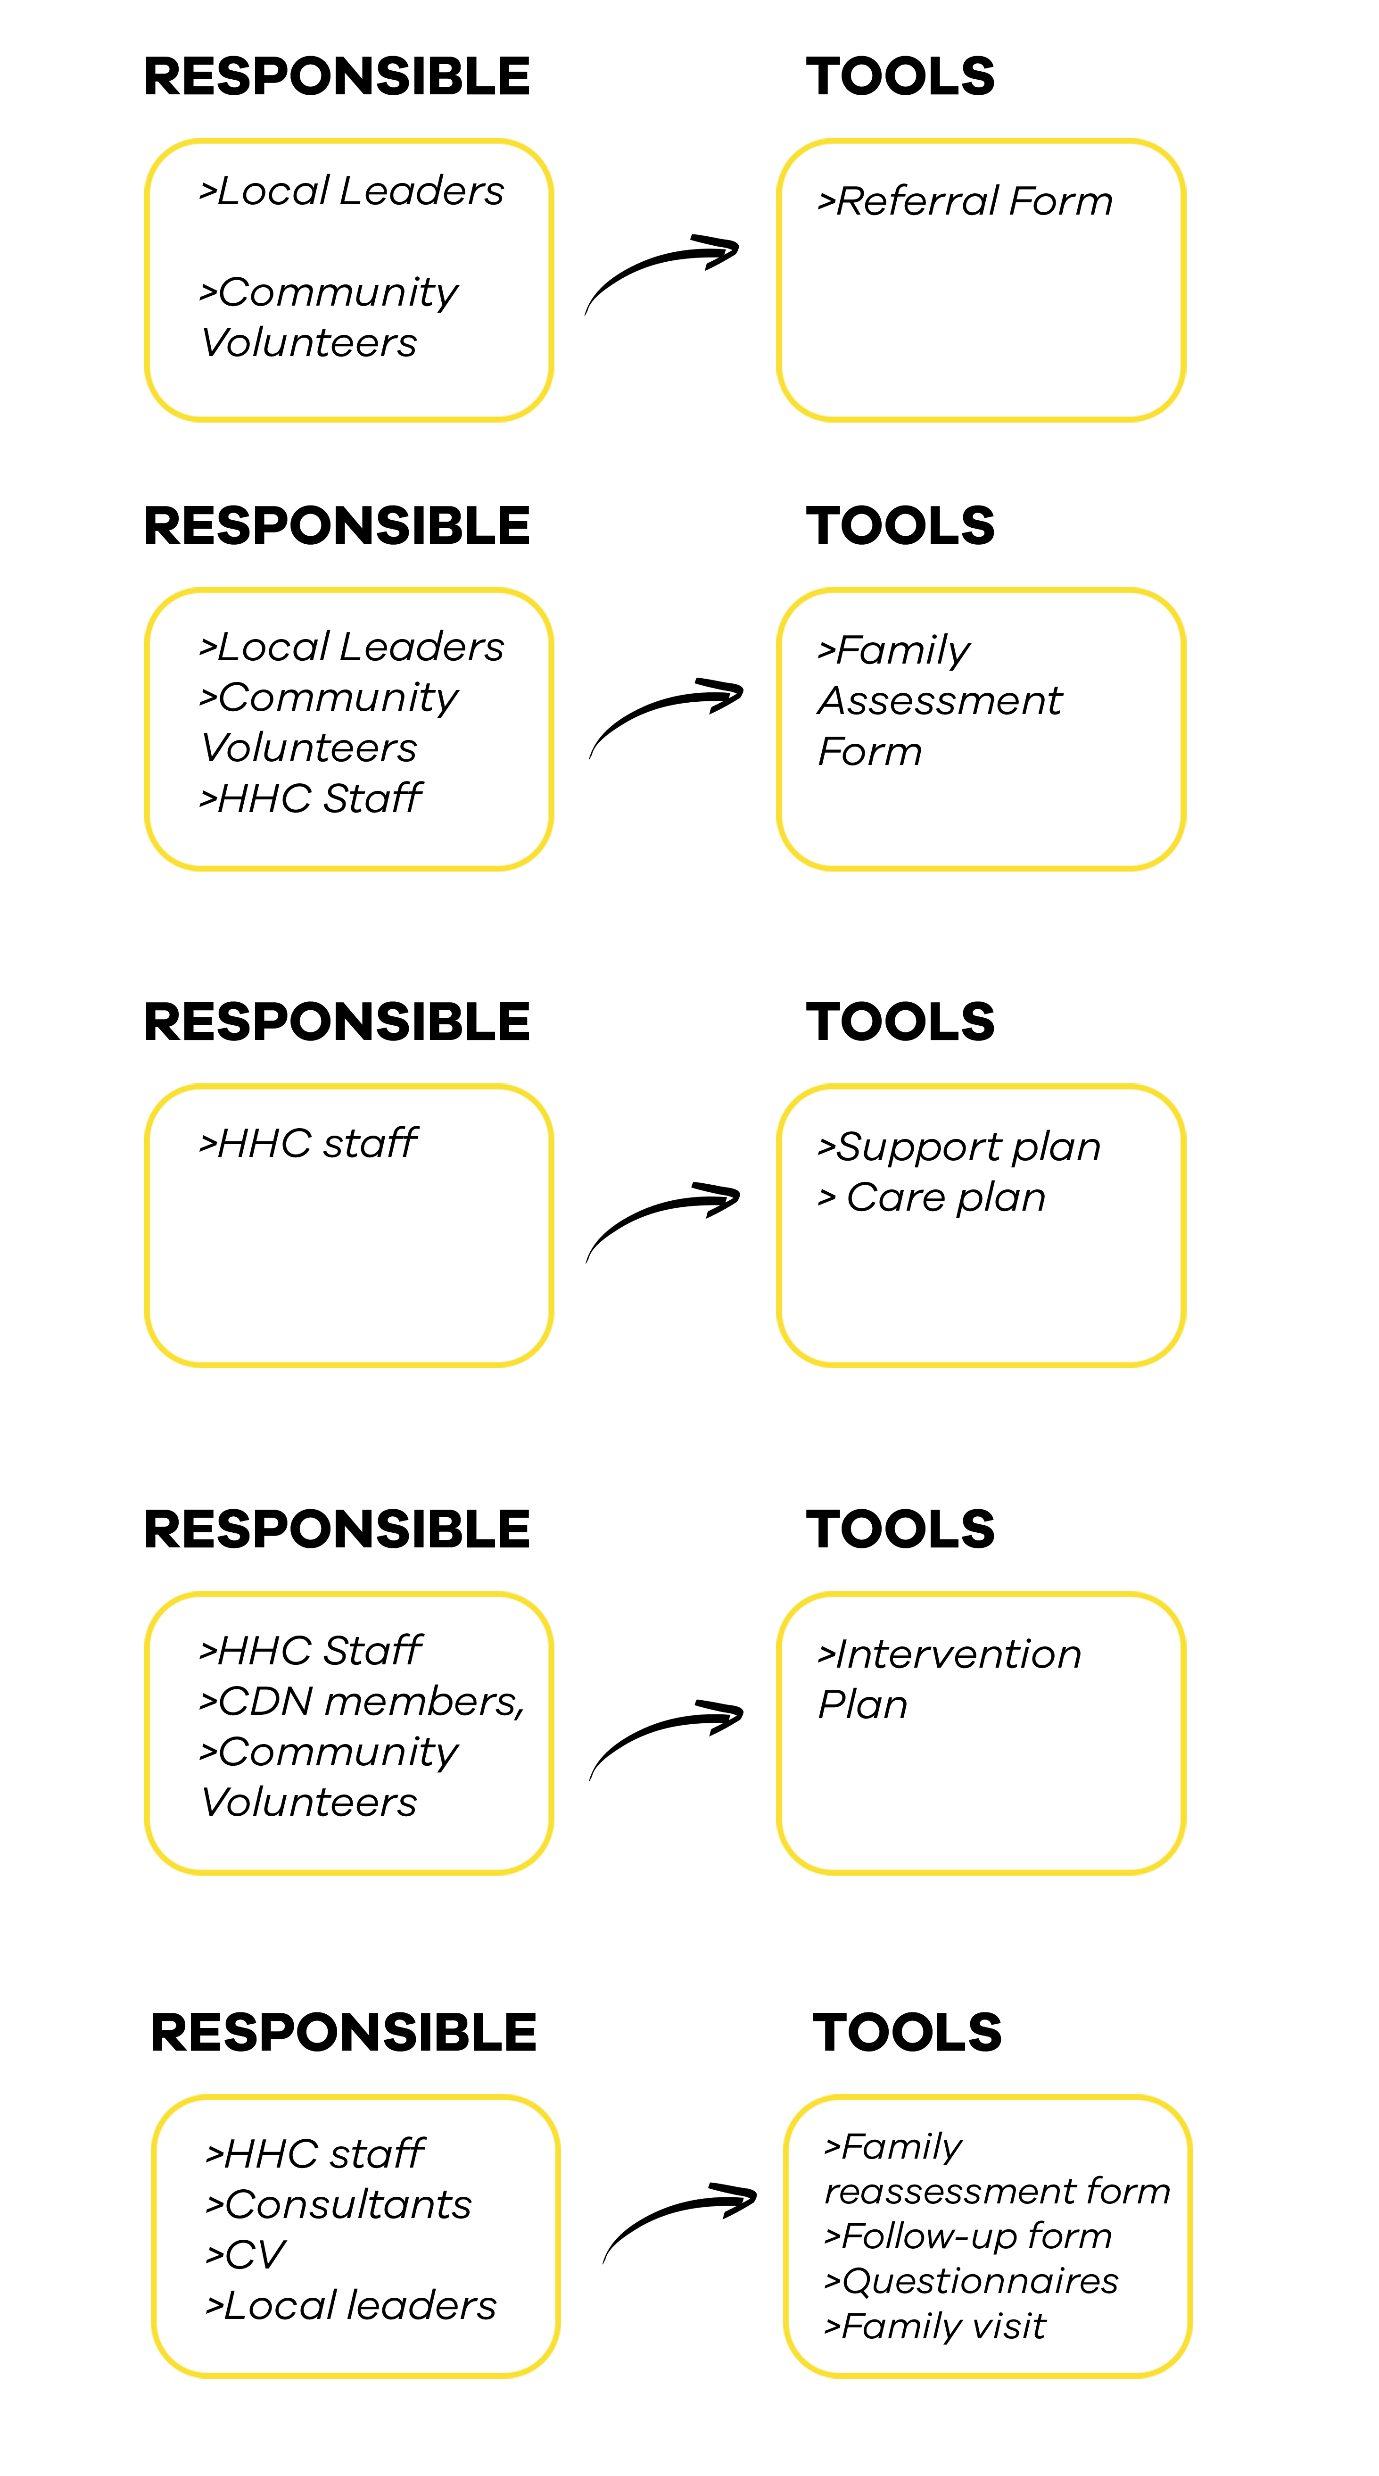 RESPONSIBLE
TOOLS
>Local Leaders
>Community
Volunteers
>Referral Form
RESPONSIBLE
TOOLS
>Local Leaders
>Community
Volunteers
>HHC Staff
>Family
Assessment
Form
RESPONSIBLE
TOOLS
>HHC staff
>Support plan
> Care plan
RESPONSIBLE
TOOLS
>HHC Staff
>CDN members,
>Community
Volunteers
>Intervention
Plan
RESPONSIBLE
TOOLS
>HHC staff
>Consultants
>CV
>Local leaders
>Family
reassessment form
>Follow-up form
>Questionnaires
>Family visit